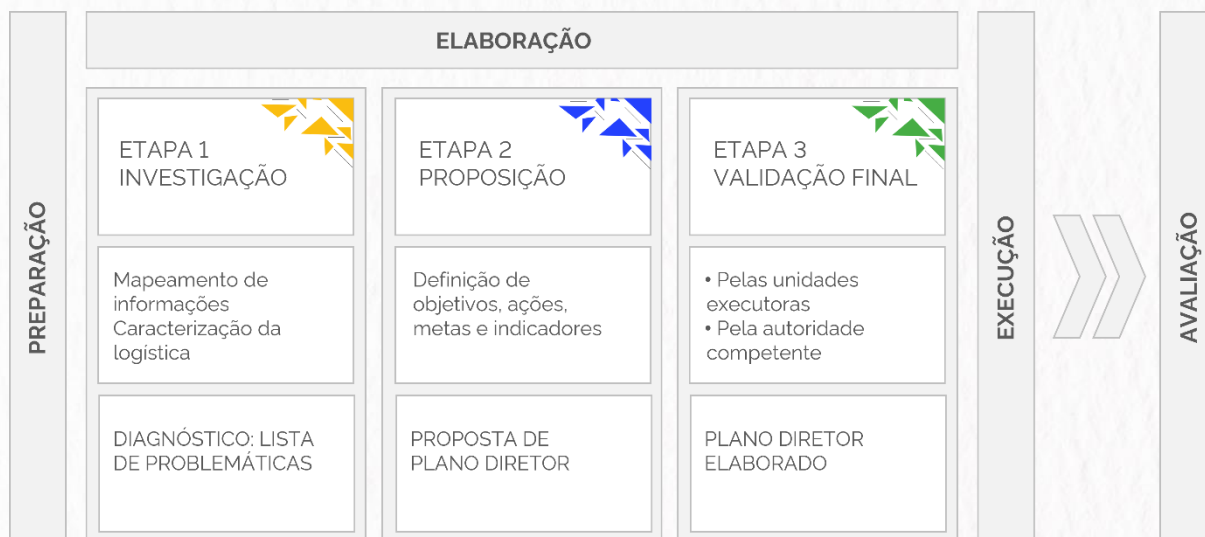 PREPARAÇÃO
ELABORAÇÃO
ETAPA 1
INVESTIGAÇÃO
Mapeamento de
informações
Caracterização da
logística
DIAGNÓSTICO: LISTA
DE PROBLEMÁTICAS
ETAPA 2
PROPOSIÇÃO
Definição de
objetivos, ações,
metas e indicadores
PROPOSTA DE
PLANO DIRETOR
ETAPA 3
VALIDAÇÃO FINAL
• Pelas unidades
executoras
• Pela autoridade
competente
PLANO DIRETOR
ELABORADO
EXECUÇÃO
AVALIAÇÃO